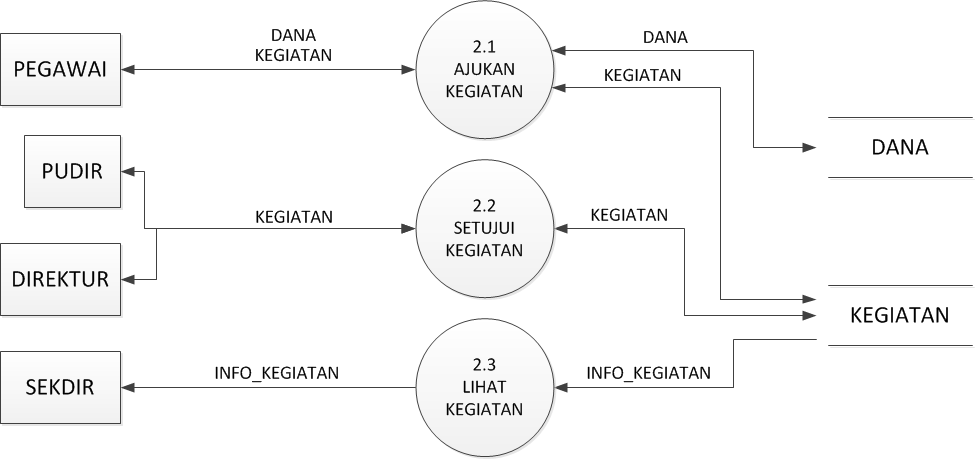 PEGAWAI
DANA
KEGIATAN
2.1
AJUKAN
KEGIATAN
DANA
KEGIATAN
DANA
PUDIR
DIREKTUR
KEGIATAN
2.2
SETUJUI
KEGIATAN
KEGIATAN
KEGIATAN
SEKDIR
INFO_KEGIATAN
2.3
LIHAT
KEGIATAN
INFO_KEGIATAN